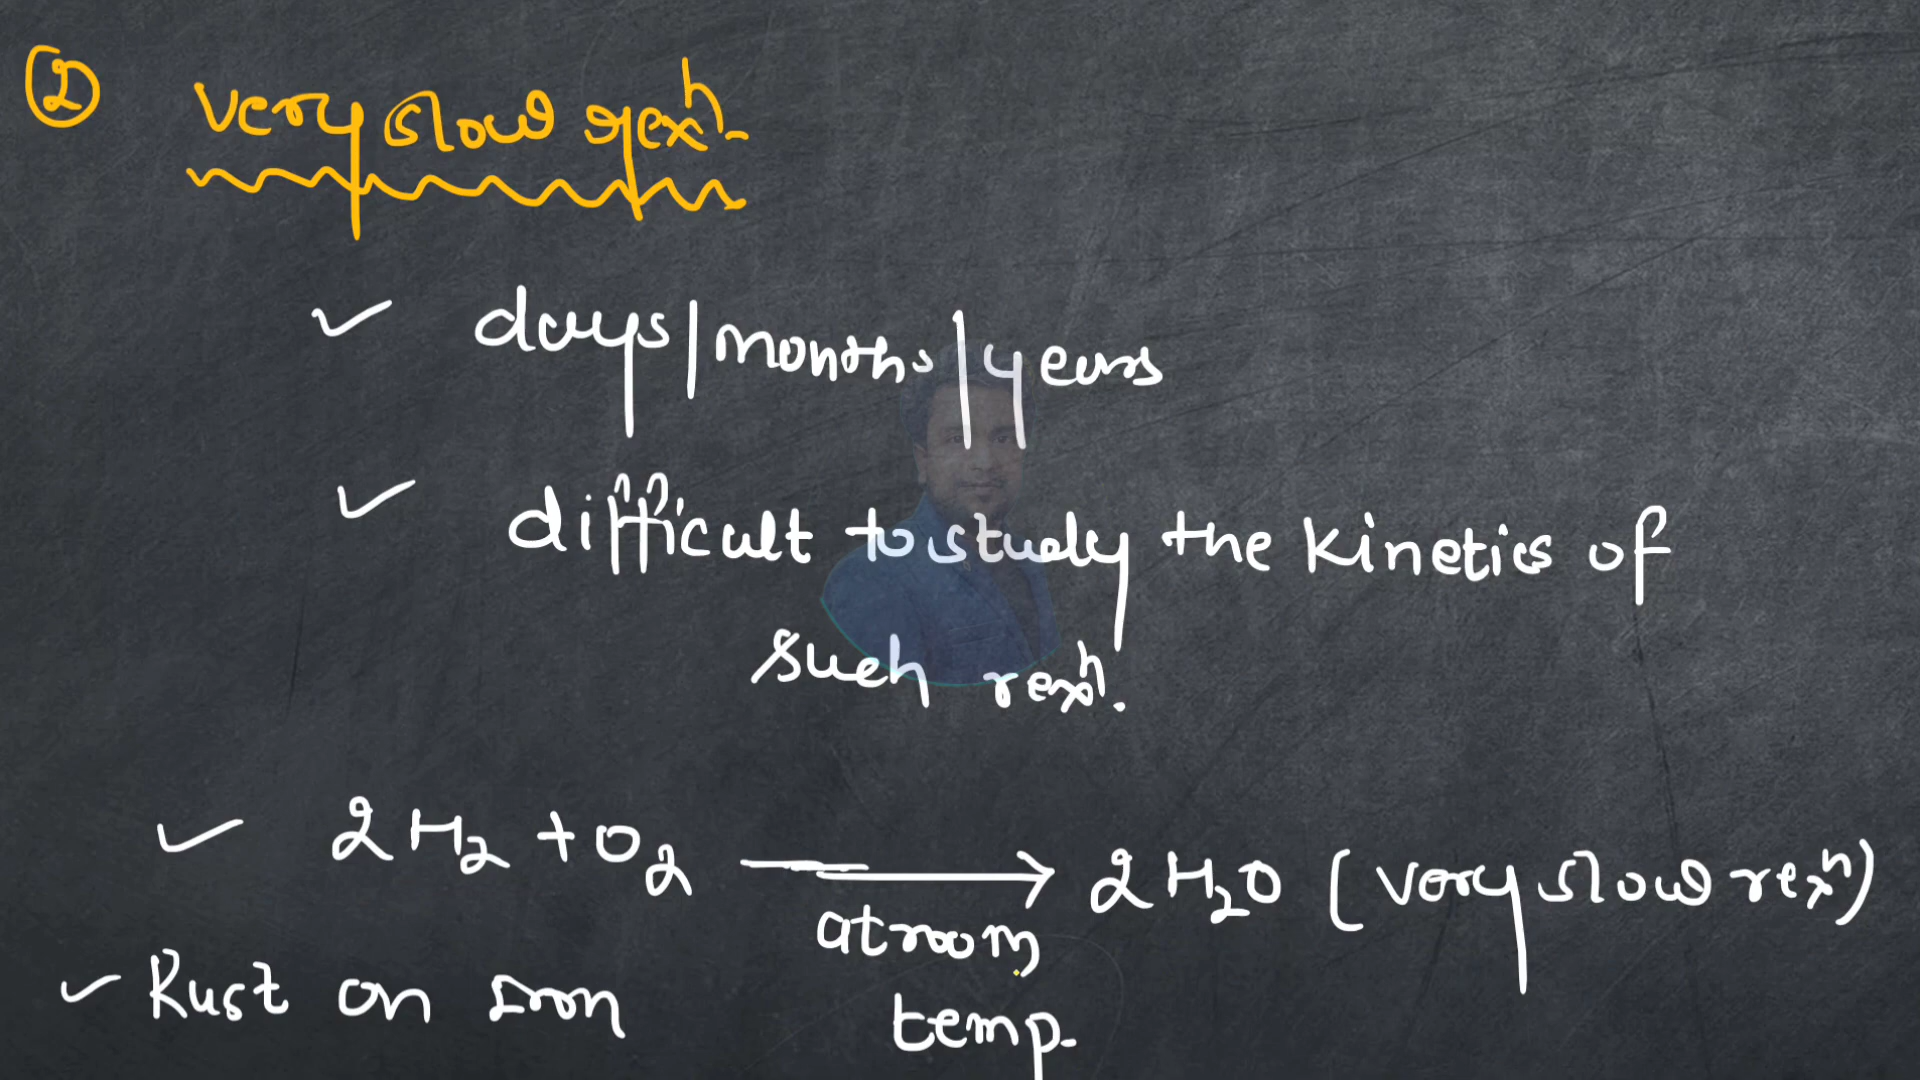 ② very slow rexⁿ-
✓ days|months|years
✓ difficult to study the kinetics of
such rexⁿ.
✓ 2H₂ + O₂ → 2H₂O (very slow rexⁿ)
at room
temp.
✓ Rust on iron